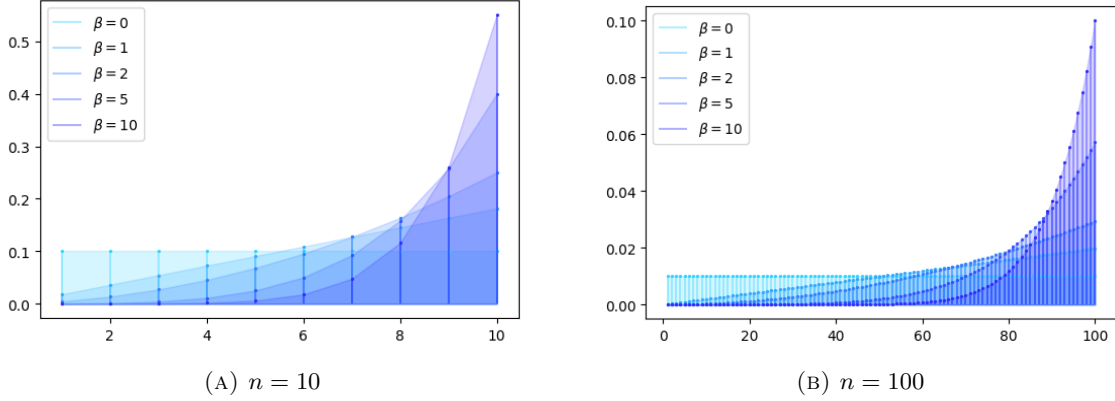 0.5
0.4
0.3
0.2
0.1
0.0
2
4
6
8
10
β = 0
β = 1
β = 2
β = 5
β = 10
(A) n = 10
0.10
0.08
0.06
0.04
0.02
0.00
0
20
40
60
80
100
β = 0
β = 1
β = 2
β = 5
β = 10
(B) n = 100